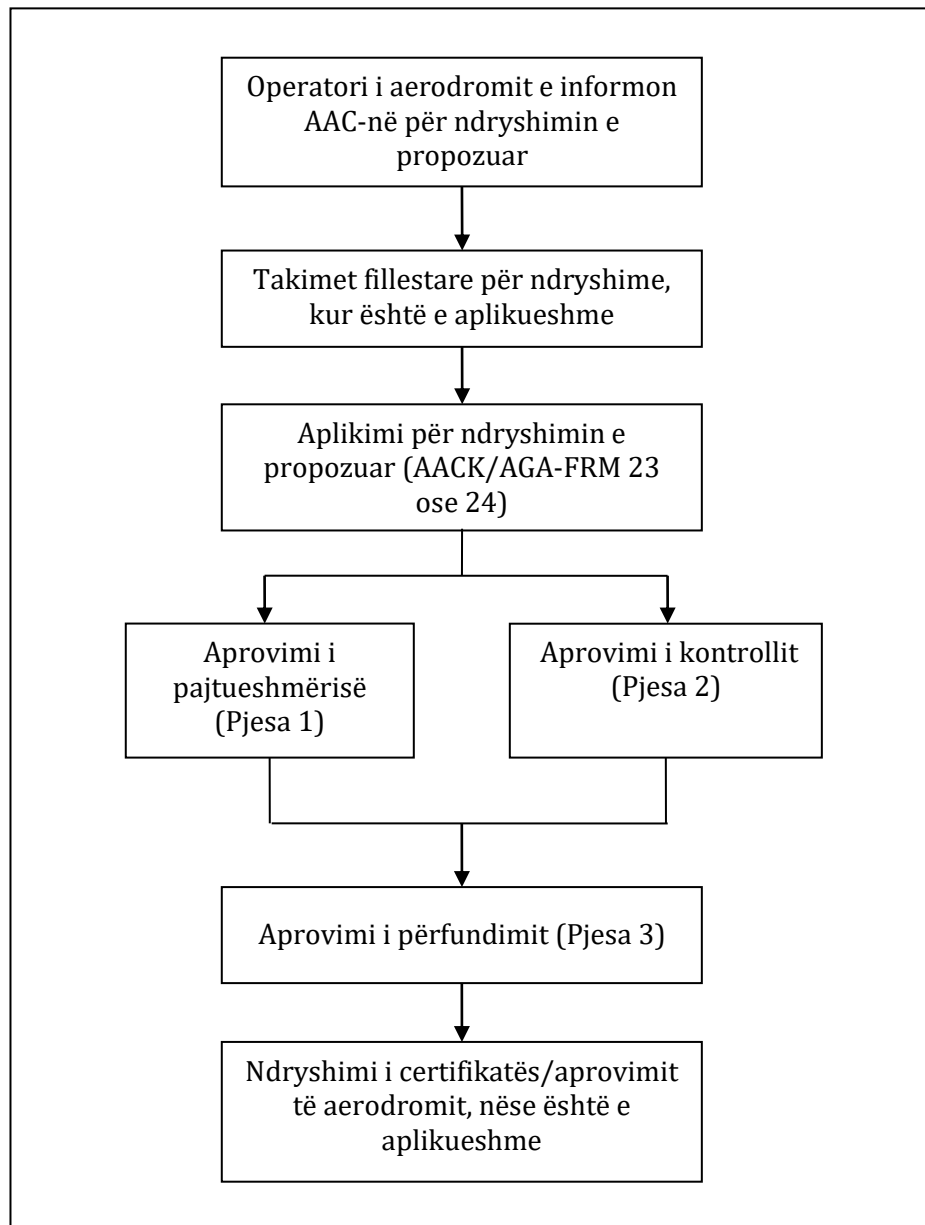 Operatori i aerodromit e informon
AAC-në për ndryshimin e
propozuar
Takimet fillestare për ndryshime,
kur është e aplikueshme
Aplikimi për ndryshimin e
propozuar (AACK/AGA-FRM 23
ose 24)
Aprovimi i
pajtueshmërisë
(Pjesa 1)
Aprovimi i kontrollit
(Pjesa 2)
Aprovimi i përfundimit (Pjesa 3)
Ndryshimi i certifikatës/aprovimit
të aerodromit, nëse është e
aplikueshme